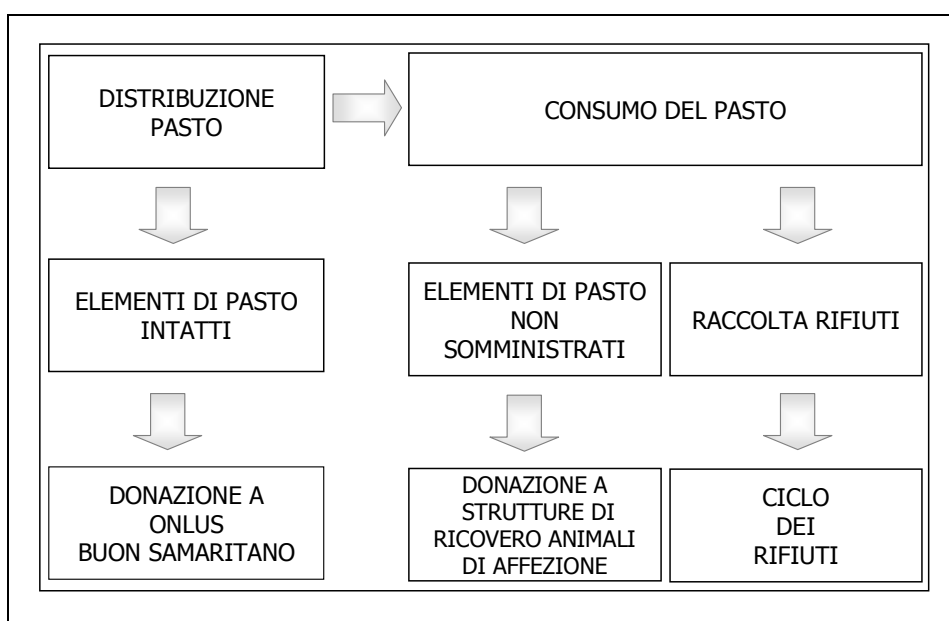 DISTRIBUZIONE
PASTO
CONSUMO DEL PASTO
ELEMENTI DI PASTO
INTATTI
ELEMENTI DI PASTO
NON
SOMMINISTRATI
RACCOLTA RIFIUTI
DONAZIONE A
ONLUS
BUON SAMARITANO
DONAZIONE A
STRUTTURE DI
RICOVERO ANIMALI
DI AFFEZIONE
CICLO
DEI
RIFIUTI